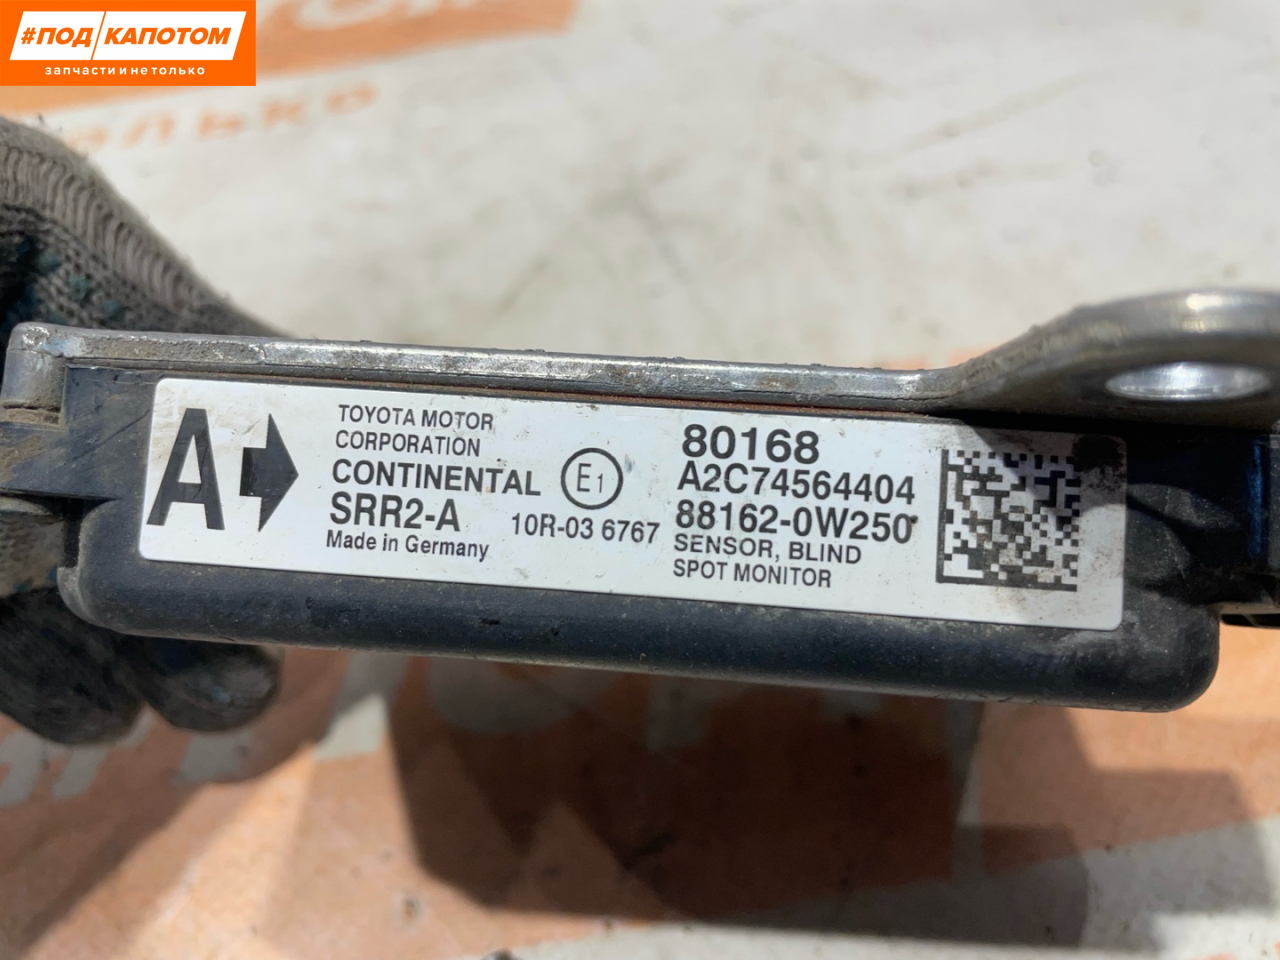 #ПОД КАПОТОМ
запчасти и не только
A
TOYOTA MOTOR
CORPORATION
CONTINENTAL
SRR2-A
Made in Germany
E1
10R-03 6767
80168
A2C74564404
88162-0W250
SENSOR, BLIND
SPOT MONITOR